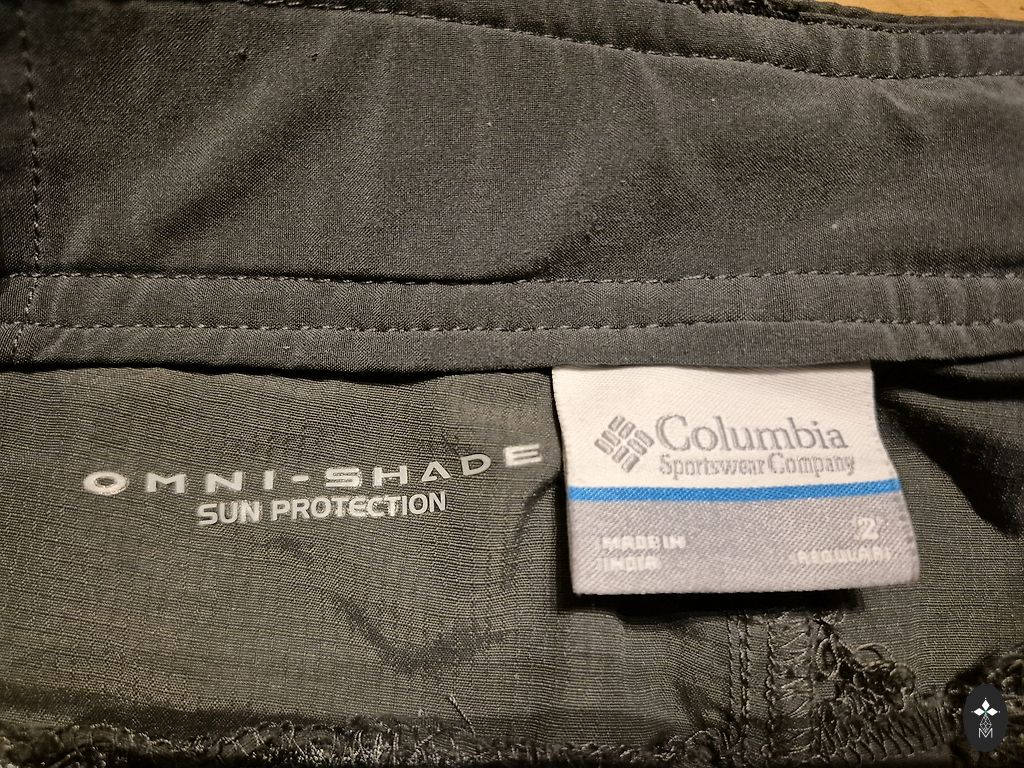 OMNI-SHADE
SUN PROTECTION
Columbia
Sportswear Company
MADE IN
INDIA
2
REGULAR